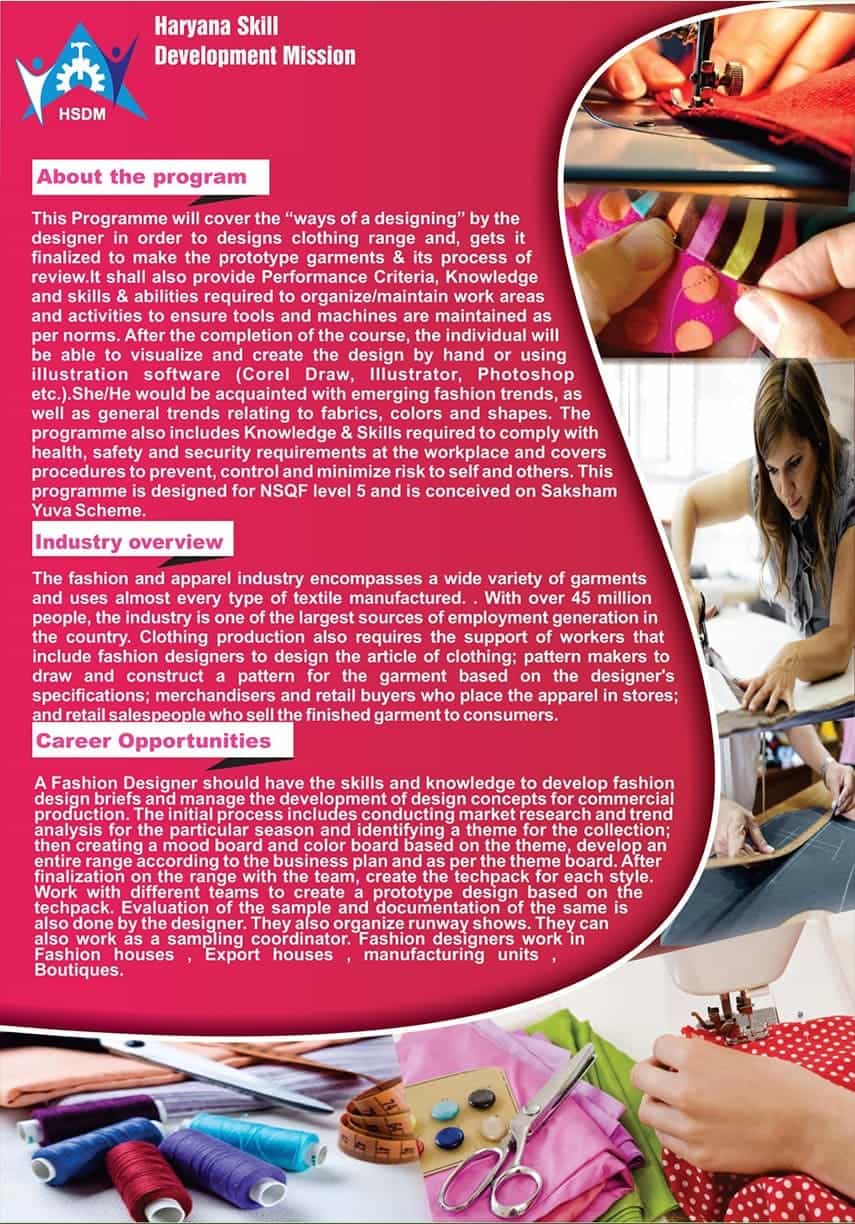 Haryana Skill
Development Mission
HSDM
About the program
This Programme will cover the “ways of a designing” by the
designer in order to designs clothing range and, gets it
finalized to make the prototype garments & its process of
review.It shall also provide Performance Criteria, Knowledge
and skills & abilities required to organize/maintain work areas
and activities to ensure tools and machines are maintained as
per norms. After the completion of the course, the individual will
be able to visualize and create the design by hand or using
illustration software (Corel Draw, Illustrator, Photoshop
etc.).She/He would be acquainted with emerging fashion trends, as
well as general trends relating to fabrics, colors and shapes. The
programme also includes Knowledge & Skills required to comply with
health, safety and security requirements at the workplace and covers
procedures to prevent, control and minimize risk to self and others. This
programme is designed for NSQF level 5 and is conceived on Saksham
Yuva Scheme.
Industry overview
The fashion and apparel industry encompasses a wide variety of garments
and uses almost every type of textile manufactured. . With over 45 million
people, the industry is one of the largest sources of employment generation in
the country. Clothing production also requires the support of workers that
include fashion designers to design the article of clothing; pattern makers to
draw and construct a pattern for the garment based on the designer's
specifications; merchandisers and retail buyers who place the apparel in stores;
and retail salespeople who sell the finished garment to consumers.
Career Opportunities
A Fashion Designer should have the skills and knowledge to develop fashion
design briefs and manage the development of design concepts for commercial
production. The initial process includes conducting market research and trend
analysis for the particular season and identifying a theme for the collection;
then creating a mood board and color board based on the theme, develop an
entire range according to the business plan and as per the theme board. After
finalization on the range with the team, create the techpack for each style.
Work with different teams to create a prototype design based on the
techpack. Evaluation of the sample and documentation of the same is
also done by the designer. They also organize runway shows. They can
also work as a sampling coordinator. Fashion designers work in
Fashion houses , Export houses , manufacturing units ,
Boutiques.